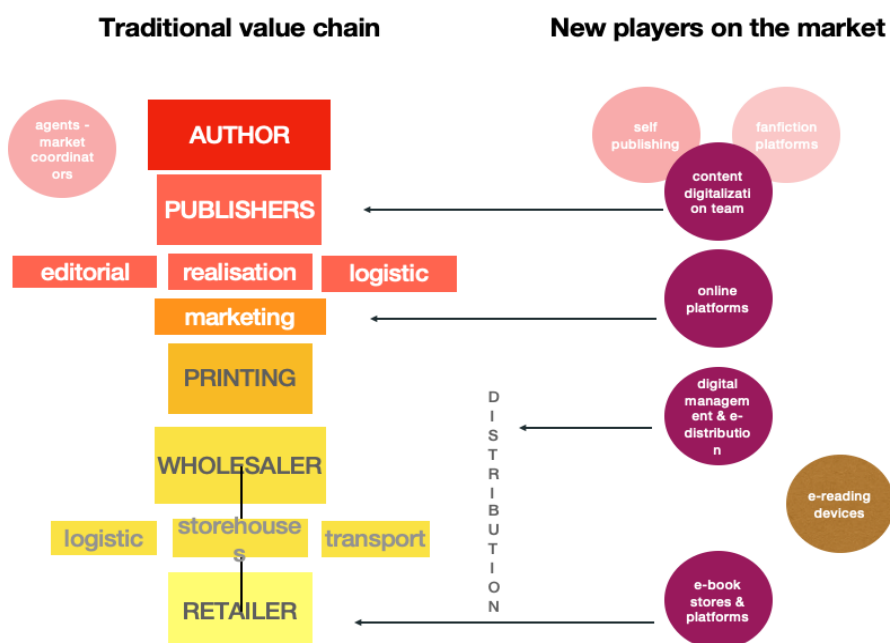 Traditional value chain
New players on the market
agents -
market
coordinat
ors
AUTHOR
self
publishing
fanfiction
platforms
PUBLISHERS
content
digitalizati
on team
editorial
realisation
logistic
marketing
online
platforms
PRINTING
digital
managem
ent & e-
distributio
n
D
I
S
T
R
I
B
U
T
I
O
N
WHOLESALER
e-reading
devices
logistic
storehouse
s
transport
RETAILER
e-book
stores &
platforms